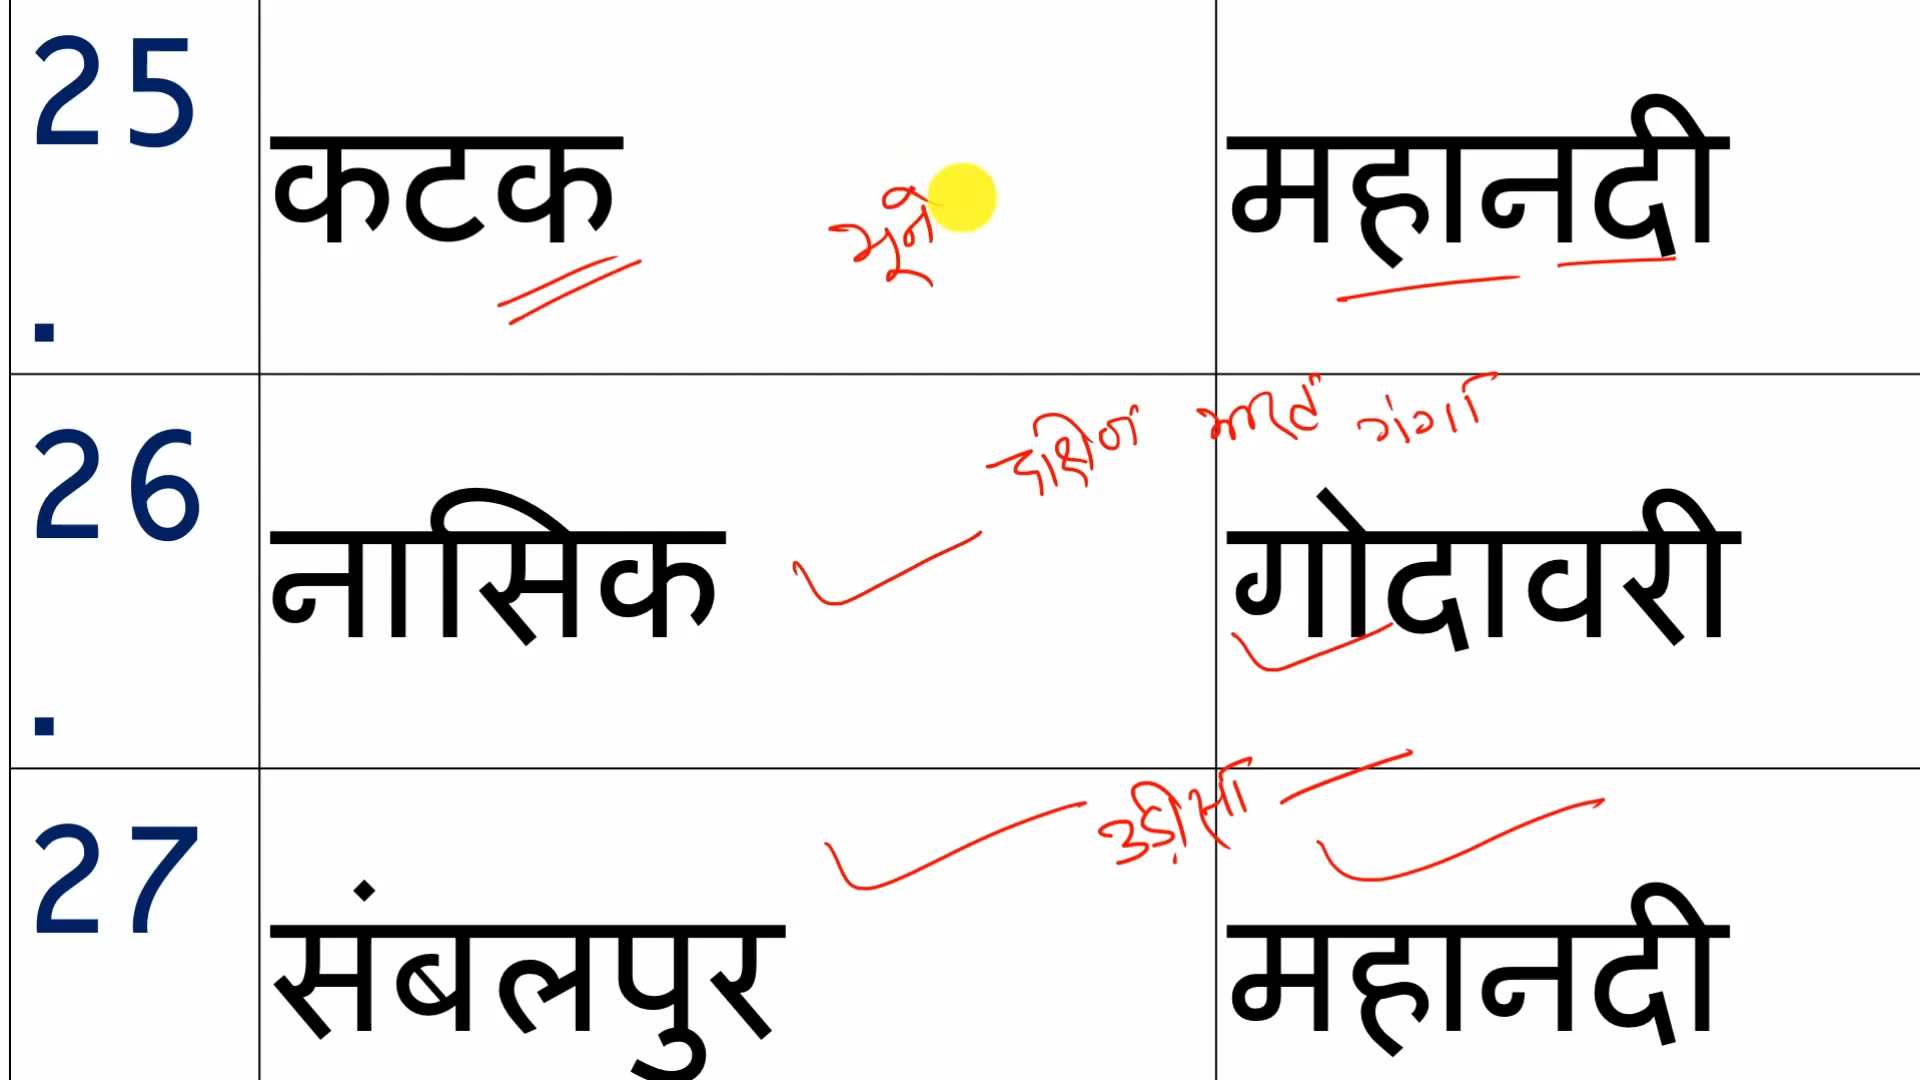 25 कटक महानदी
.
दक्षिण भारत गंगा
26 नासिक गोदावरी
.
उड़ीसा
27 संबलपुर महानदी